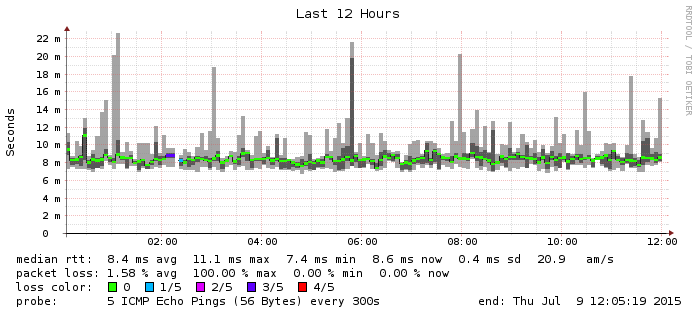 Last 12 Hours
RRDTOOL / TOBI OETIKER
Seconds
22 m
20 m
18 m
16 m
14 m
12 m
10 m
8 m
6 m
4 m
2 m
0
02:00 04:00 06:00 08:00 10:00 12:00
median rtt: 8.4 ms avg 11.1 ms max 7.4 ms min 8.6 ms now 0.4 ms sd 20.9 am/s
packet loss: 1.58 % avg 100.00 % max 0.00 % min 0.00 % now
loss color: 0 1/5 2/5 3/5 4/5
probe: 5 ICMP Echo Pings (56 Bytes) every 300s end: Thu Jul 9 12:05:19 2015